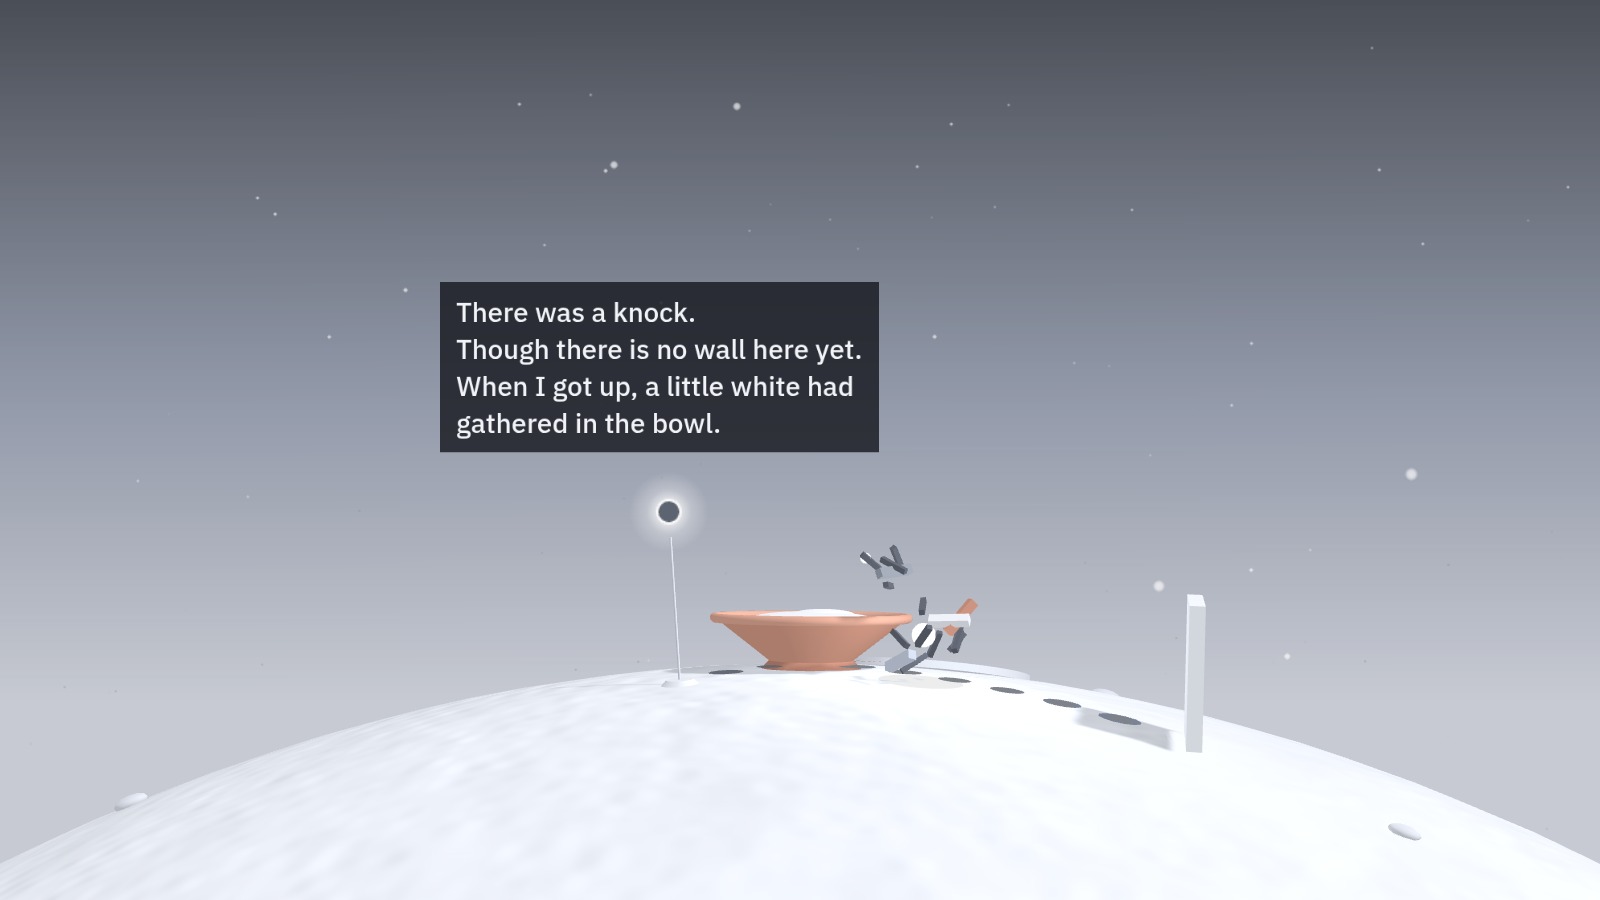 There was a knock.
Though there is no wall here yet.
When I got up, a little white had
gathered in the bowl.